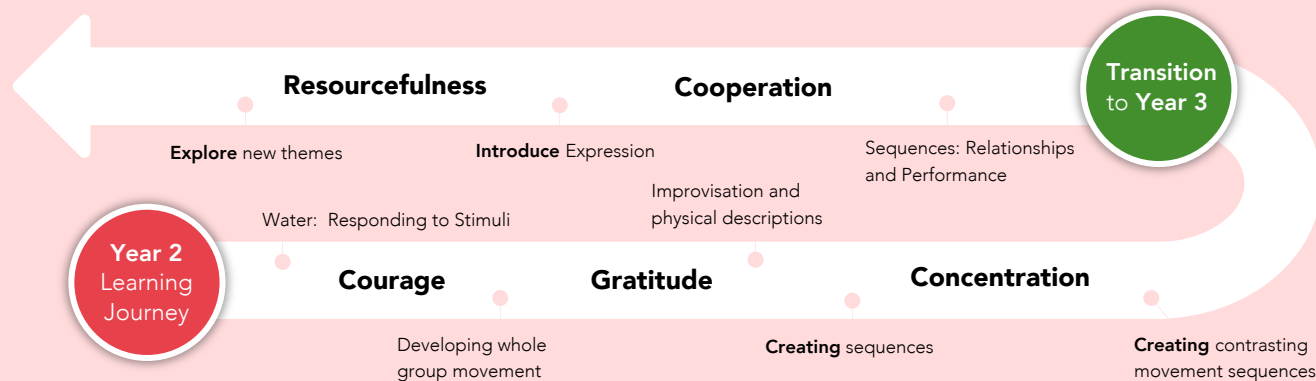 Resourcefulness
Cooperation
Transition
to Year 3
Explore new themes
Introduce Expression
Sequences: Relationships
and Performance
Improvisation and
physical descriptions
Water:  Responding to Stimuli
Year 2
Learning
Journey
Courage
Gratitude
Concentration
Developing whole
group movement
Creating sequences
Creating contrasting
movement sequences